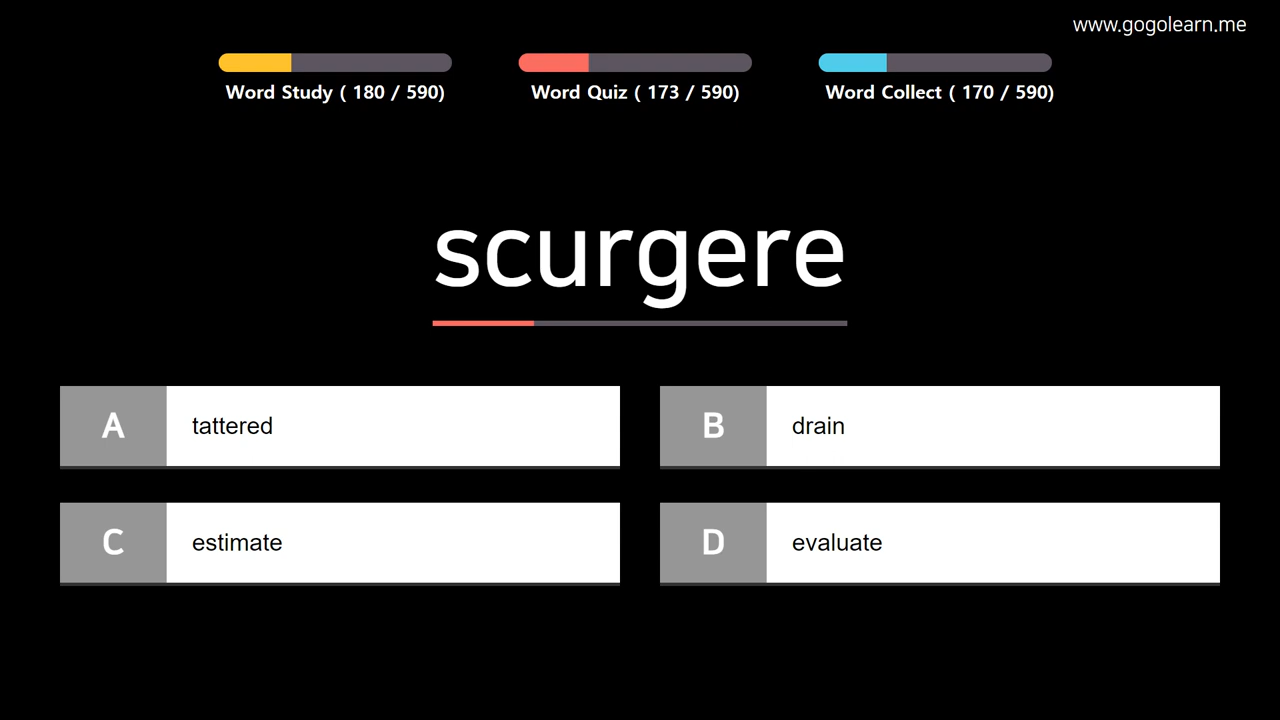 www.gogolearn.me
Word Study ( 180 / 590)
Word Quiz ( 173 / 590)
Word Collect ( 170 / 590)
scurgere
A
tattered
B
drain
C
estimate
D
evaluate